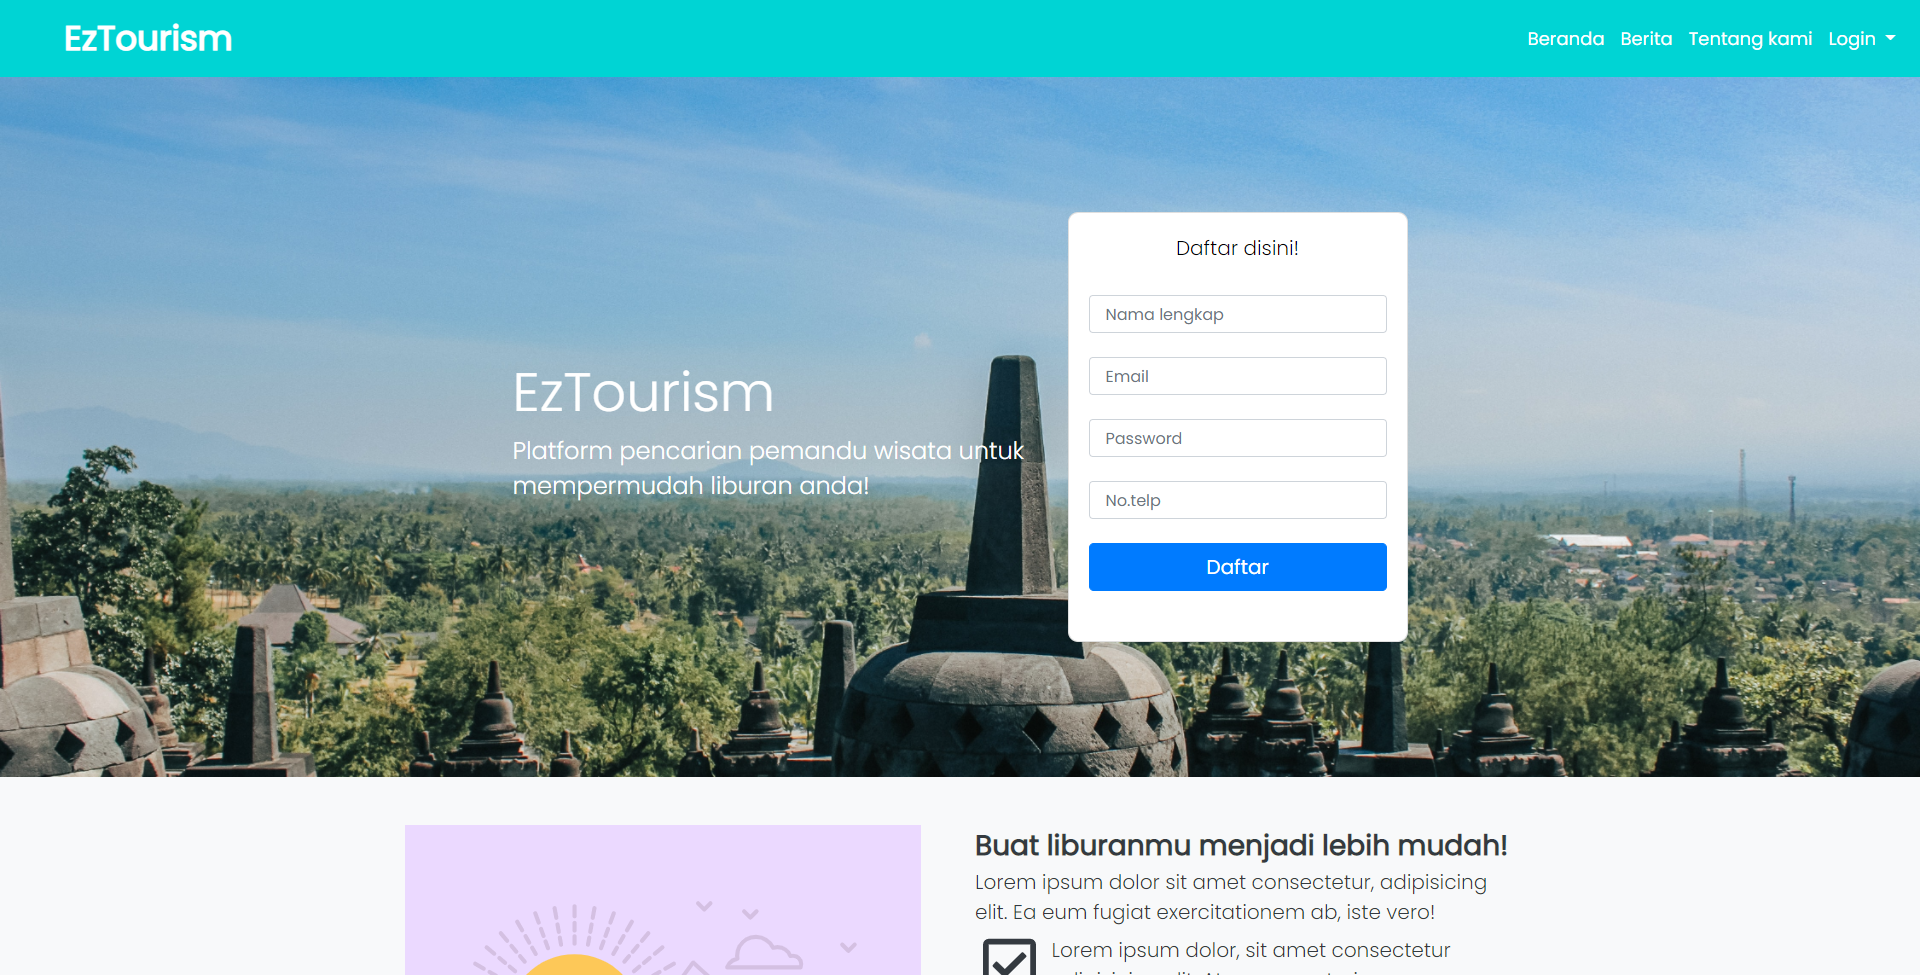 EzTourism
Beranda Berita Tentang kami Login
Daftar disini!
Nama lengkap
Email
Password
No.telp
Daftar
EzTourism
Platform pencarian pemandu wisata untuk
mempermudah liburan anda!
Buat liburanmu menjadi lebih mudah!
Lorem ipsum dolor sit amet consectetur, adipisicing
elit. Ea eum fugiat exercitationem ab, iste vero!
Lorem ipsum dolor, sit amet consectetur